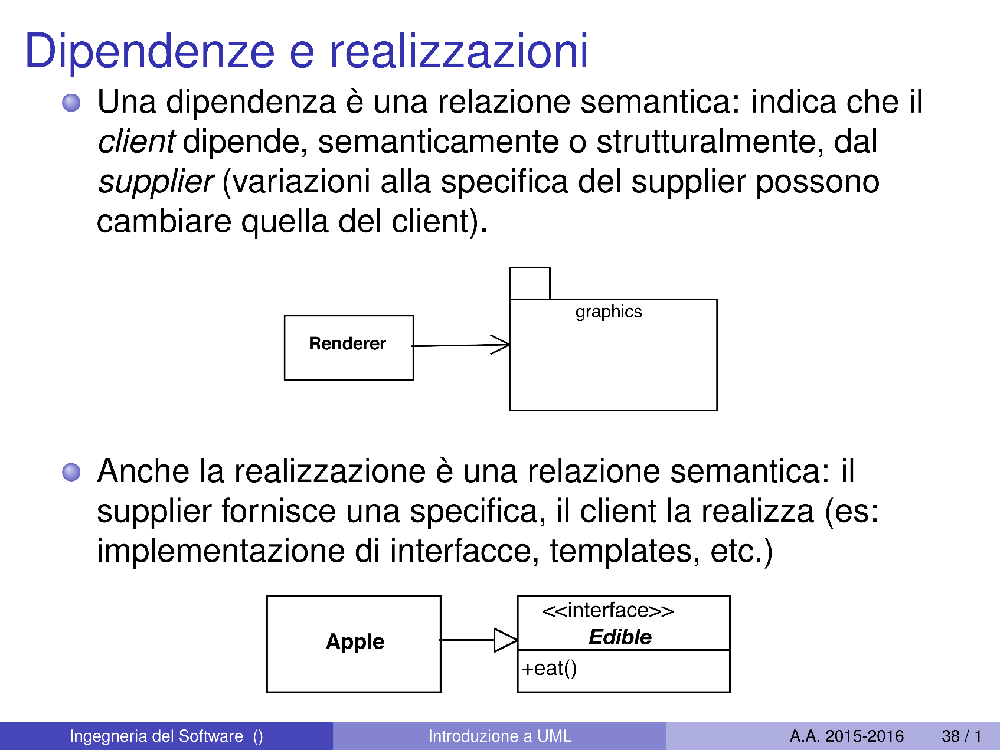 Dipendenze e realizzazioni
Una dipendenza è una relazione semantica: indica che il
client dipende, semanticamente o strutturalmente, dal
supplier (variazioni alla specifica del supplier possono
cambiare quella del client).
graphics
Renderer
Anche la realizzazione è una relazione semantica: il
supplier fornisce una specifica, il client la realizza (es:
implementazione di interfacce, templates, etc.)
<<interface>>
Edible
Apple
+eat()
Ingegneria del Software () Introduzione a UML A.A. 2015-2016 38 / 1